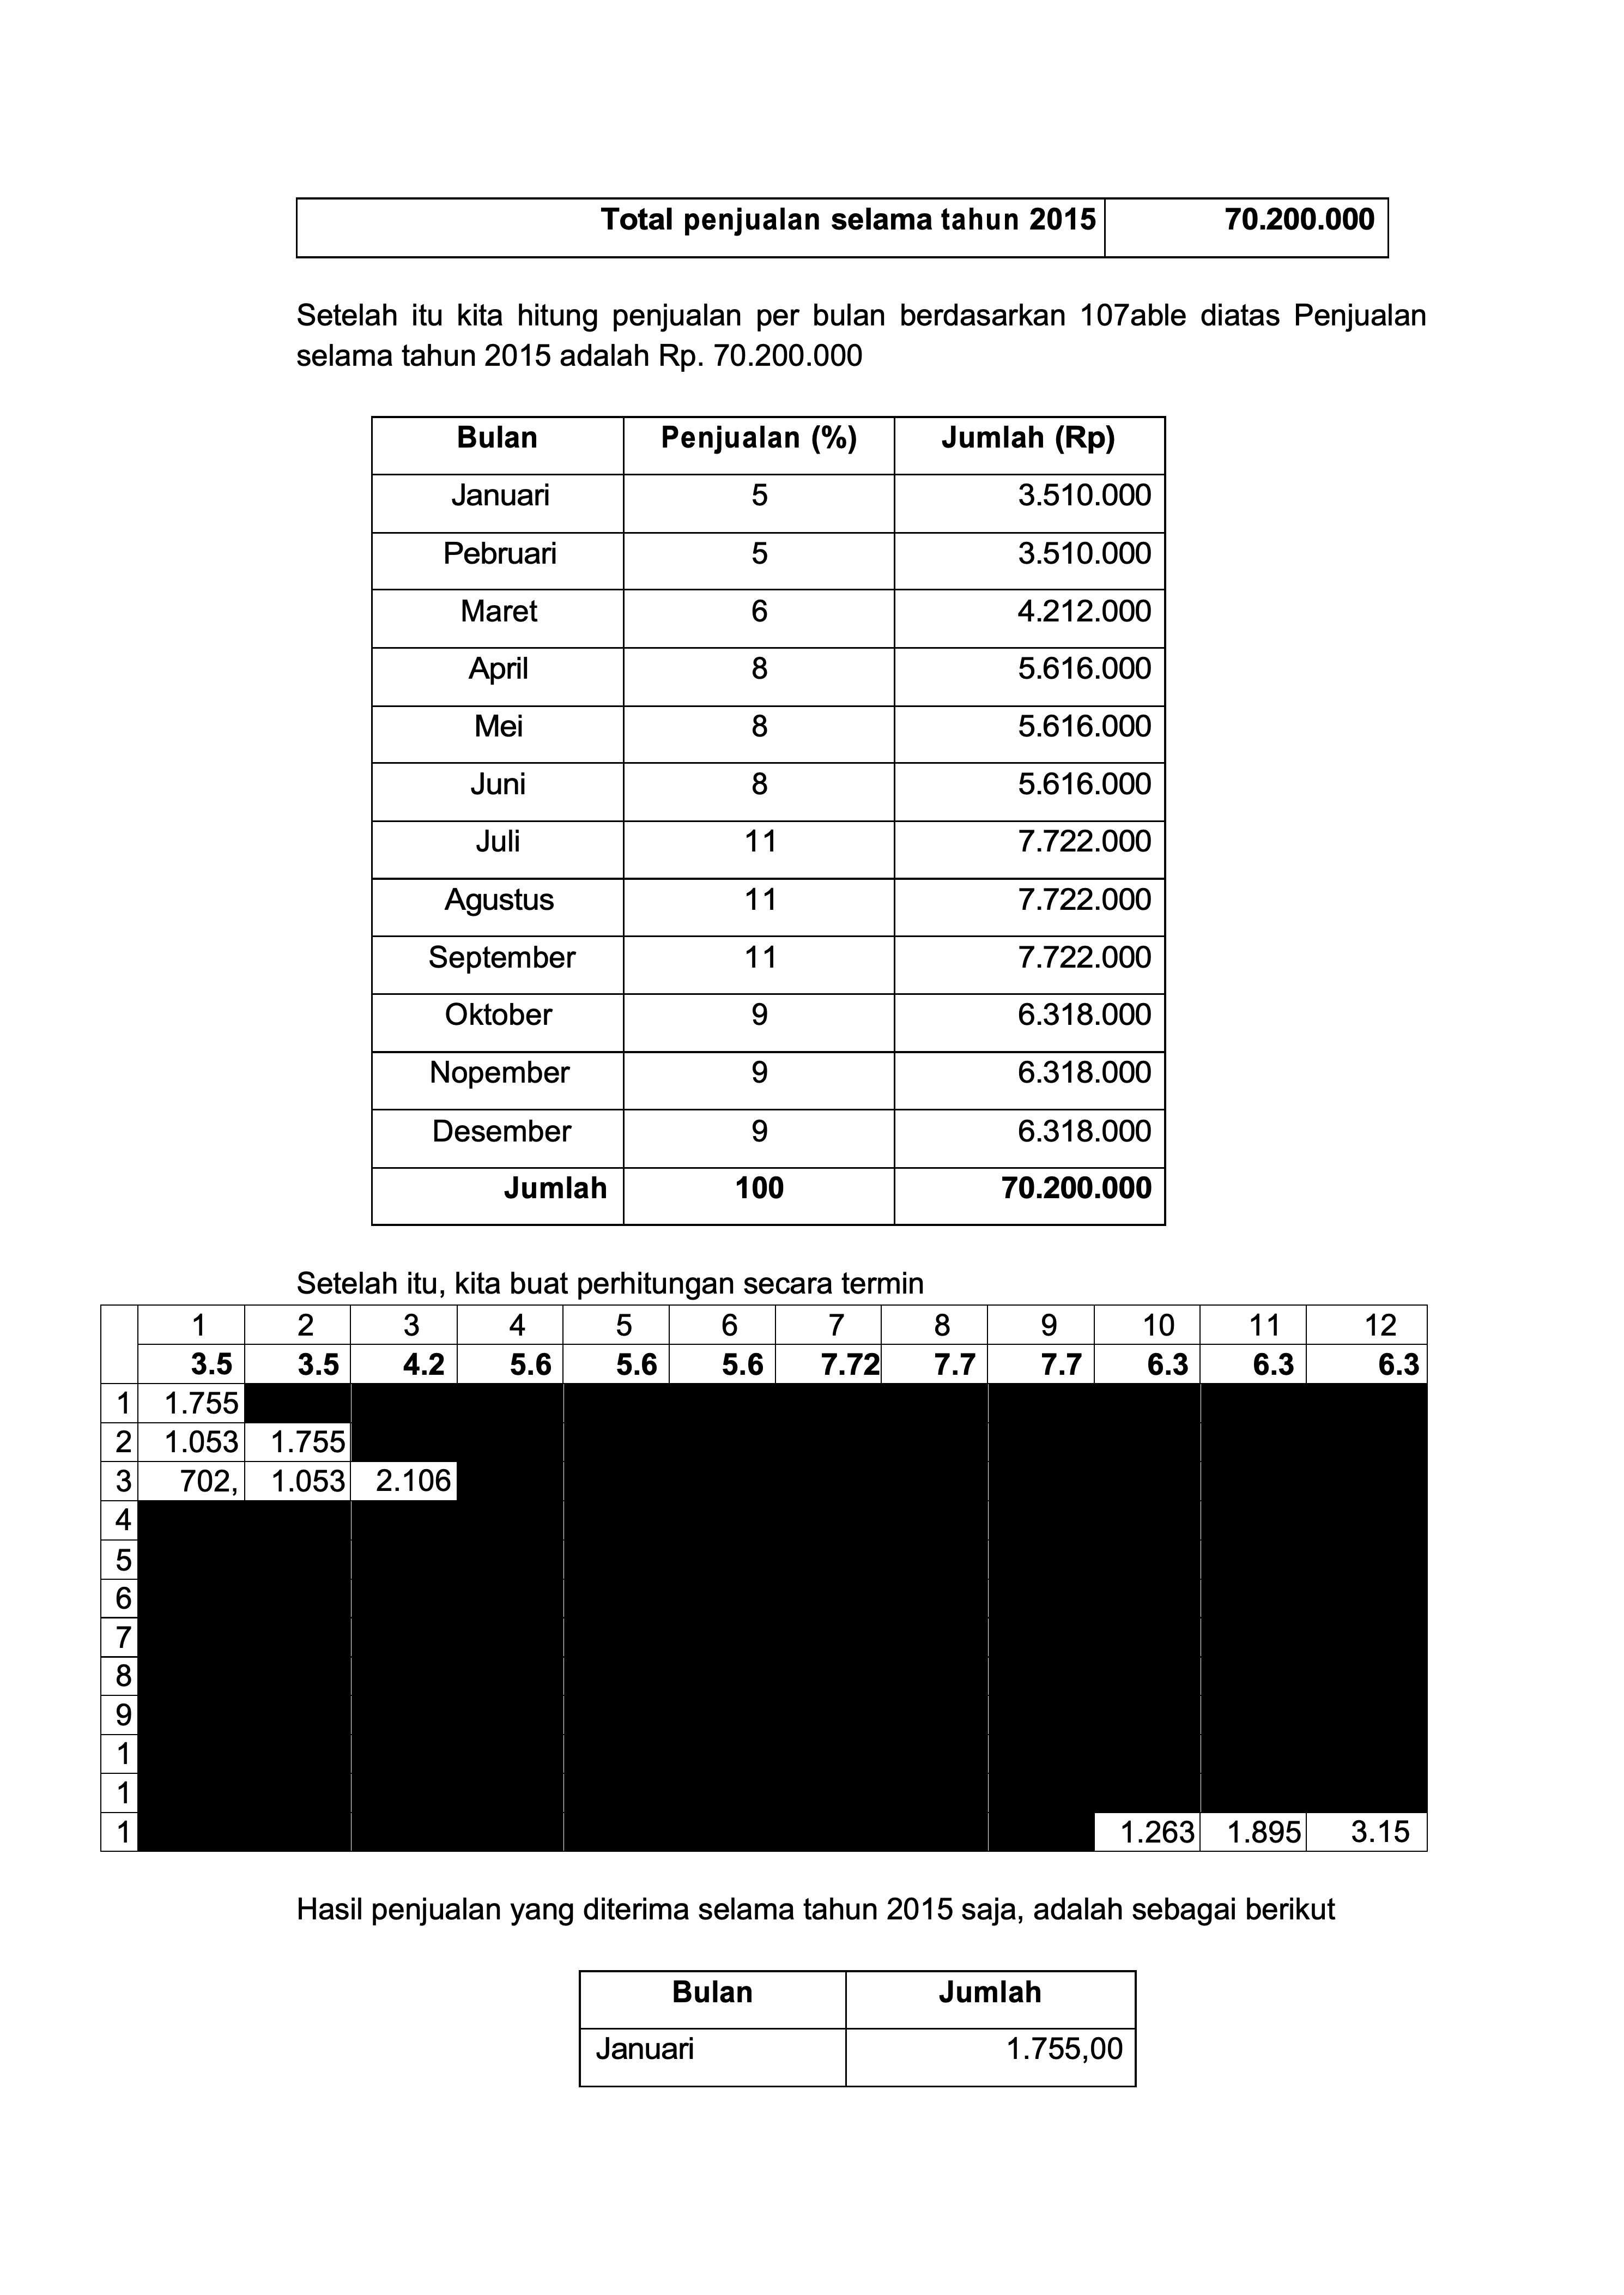 Total penjualan selama tahun 2015 70.200.000
Setelah itu kita hitung penjualan per bulan berdasarkan 107able diatas Penjualan
selama tahun 2015 adalah Rp. 70.200.000
Bulan Penjualan (%) Jumlah (Rp)
Januari 5 3.510.000
Pebruari 5 3.510.000
Maret 6 4.212.000
April 8 5.616.000
Mei 8 5.616.000
Juni 8 5.616.000
Juli 11 7.722.000
Agustus 11 7.722.000
September 11 7.722.000
Oktober 9 6.318.000
Nopember 9 6.318.000
Desember 9 6.318.000
Jumlah 100 70.200.000
Setelah itu, kita buat perhitungan secara termin
1 2 3 4 5 6 7 8 9 10 11 12
3.5 3.5 4.2 5.6 5.6 5.6 7.72 7.7 7.7 6.3 6.3 6.3
1 1.755
2 1.053 1.755
3 702, 1.053 2.106
4
5
6
7
8
9
1
1
1 1.263 1.895 3.15
Hasil penjualan yang diterima selama tahun 2015 saja, adalah sebagai berikut
Bulan Jumlah
Januari 1.755,00